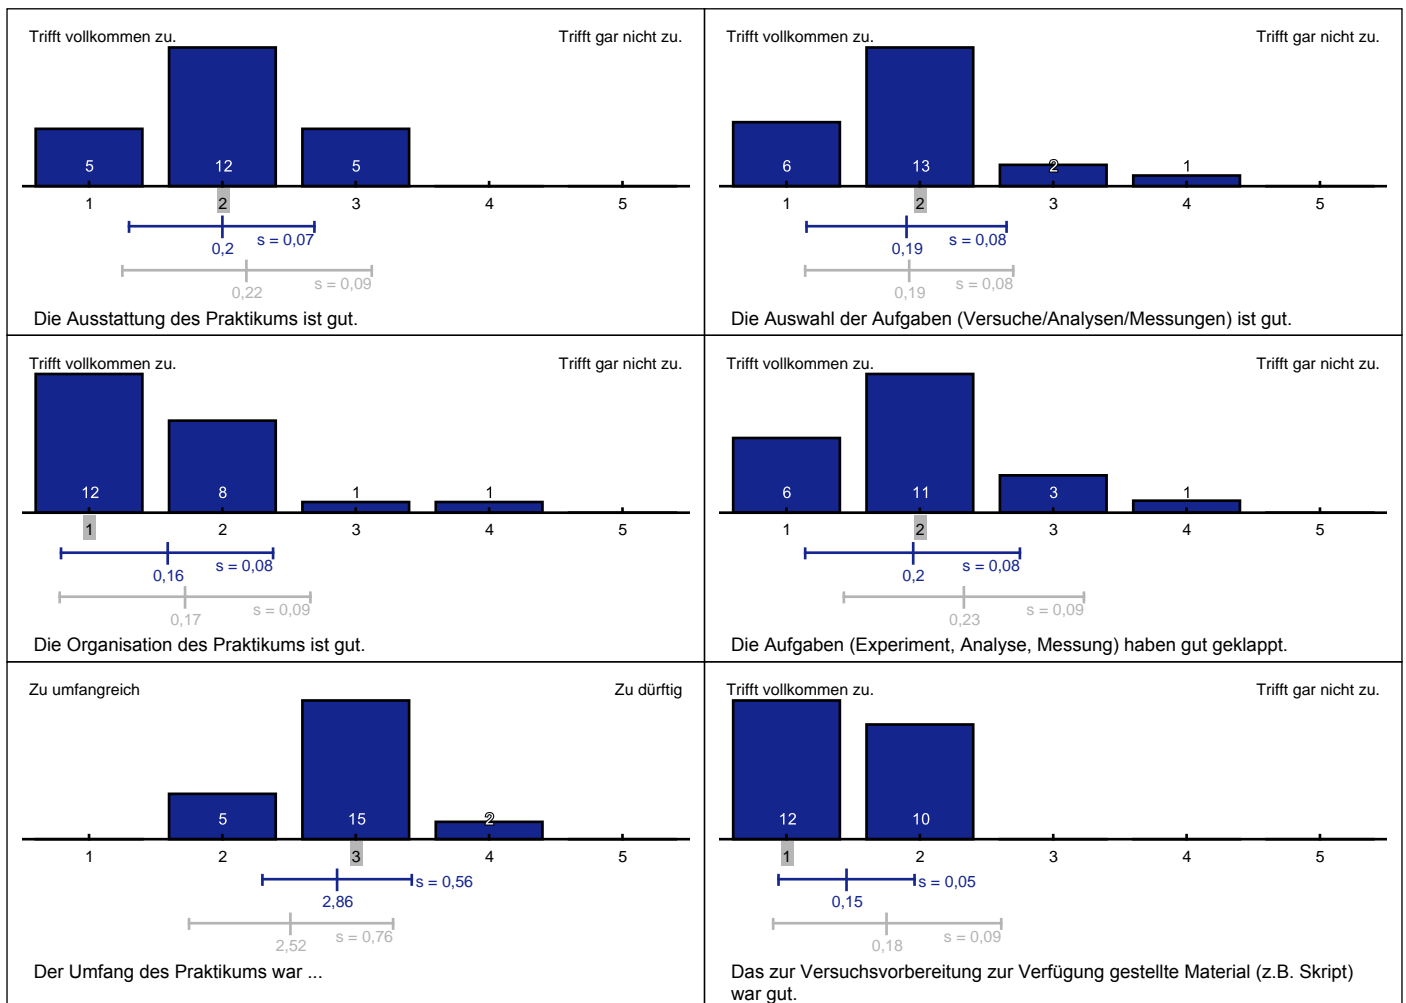 Trifft vollkommen zu. Trifft gar nicht zu.
5 12 5
1 2 3 4 5
0,2 s = 0,07
0,22 s = 0,09
Die Ausstattung des Praktikums ist gut.
Trifft vollkommen zu. Trifft gar nicht zu.
6 13 2 1
1 2 3 4 5
0,19 s = 0,08
0,19 s = 0,08
Die Auswahl der Aufgaben (Versuche/Analysen/Messungen) ist gut.
Trifft vollkommen zu. Trifft gar nicht zu.
12 8 1 1
1 2 3 4 5
0,16 s = 0,08
0,17 s = 0,09
Die Organisation des Praktikums ist gut.
Trifft vollkommen zu. Trifft gar nicht zu.
6 11 3 1
1 2 3 4 5
0,2 s = 0,08
0,23 s = 0,09
Die Aufgaben (Experiment, Analyse, Messung) haben gut geklappt.
Zu umfangreich Zu dürftig
5 15 2
1 2 3 4 5
2,86 s = 0,56
2,52 s = 0,76
Der Umfang des Praktikums war ...
Trifft vollkommen zu. Trifft gar nicht zu.
12 10
1 2 3 4 5
0,15 s = 0,05
0,18 s = 0,09
Das zur Versuchsvorbereitung zur Verfügung gestellte Material (z.B. Skript)
war gut.